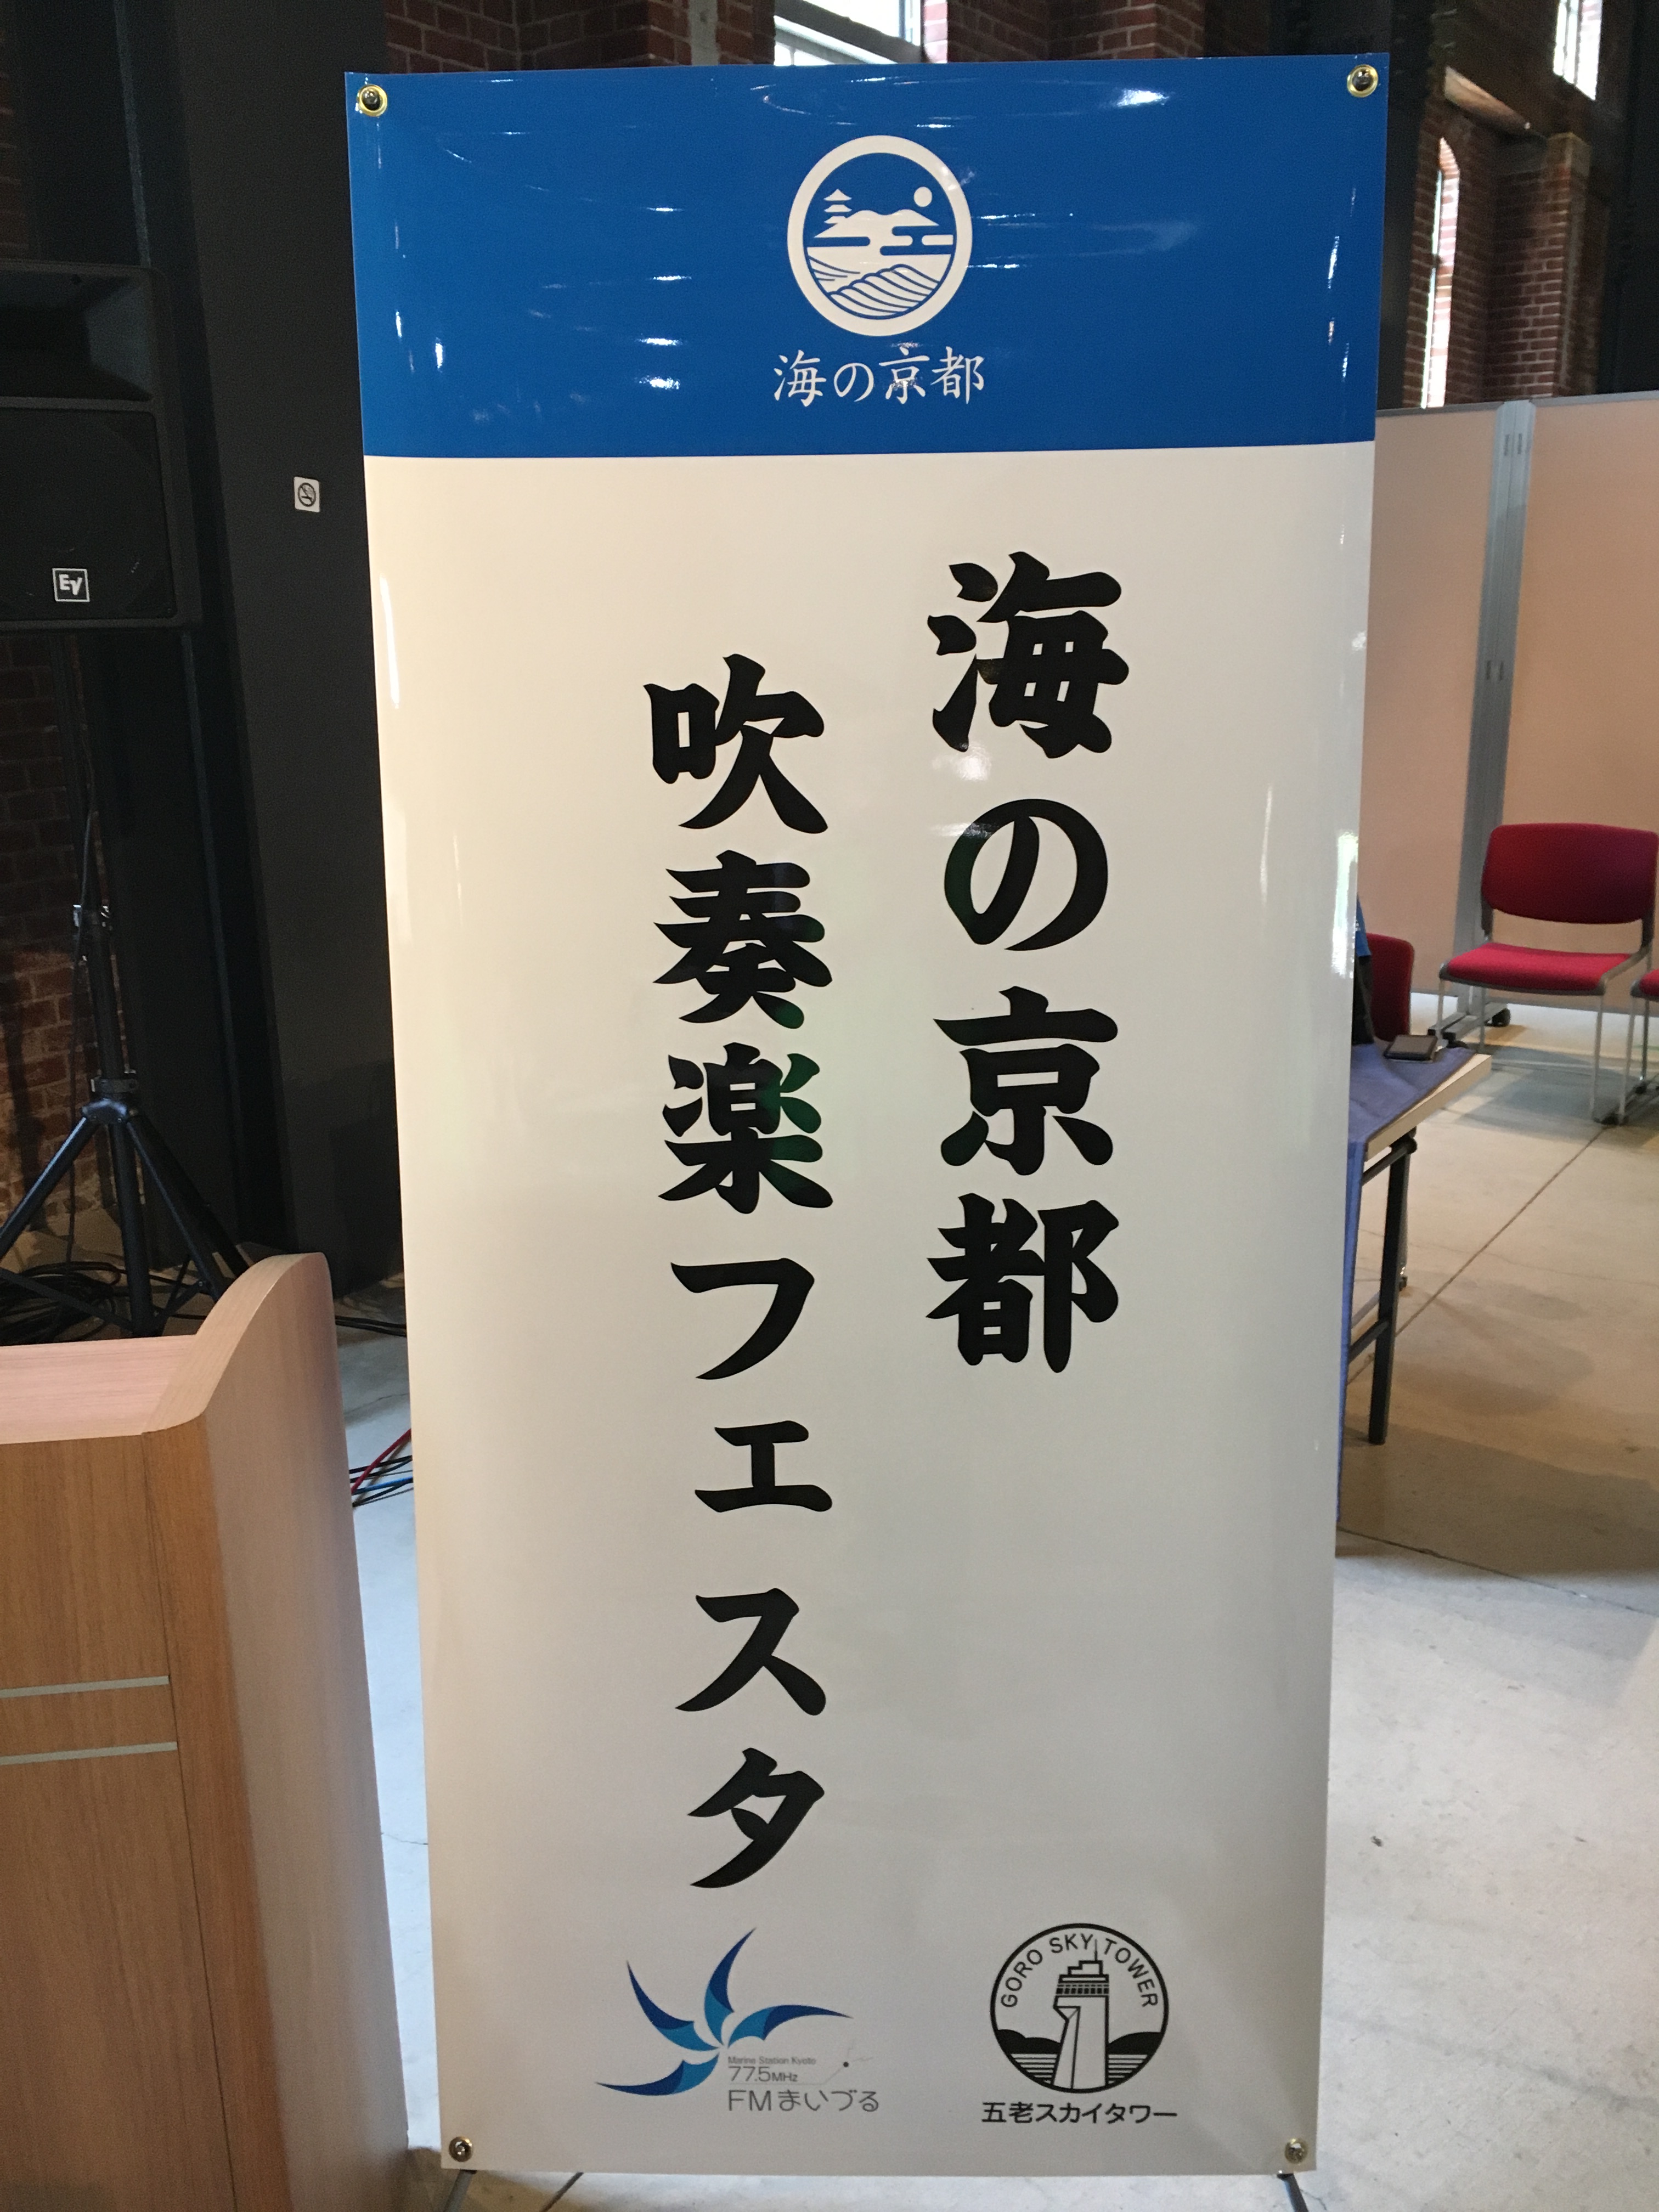 海の京都
海の京都
吹奏楽フェスタ
Marine Station Kyoto
77.5MHz
FMまいづる
GORO SKY TOWER
五老スカイタワー
EV